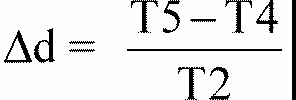 Δd = (T5 – T4) / T2